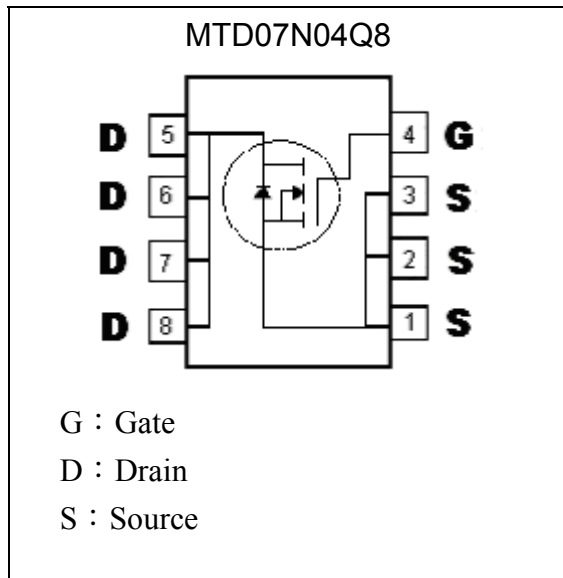 MTD07N04Q8
D 5 4 G
D 6 3 S
D 7 2 S
D 8 1 S
G：Gate
D：Drain
S：Source